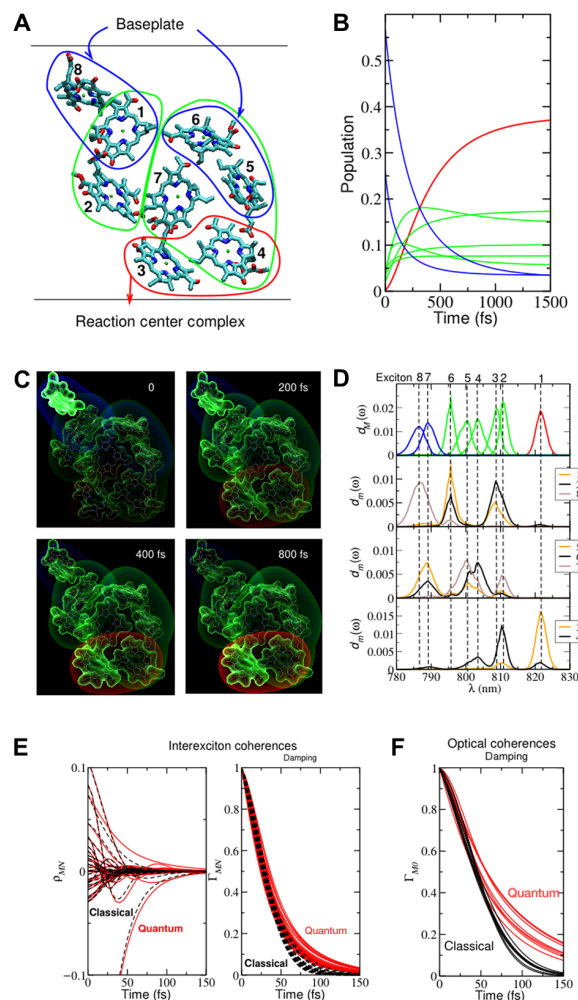 A
Baseplate
8
1
6
5
7
2
3
4
Reaction center complex
B
Population
0.5
0.4
0.3
0.2
0.1
0
0
500
1000
1500
Time (fs)
C
0
200 fs
400 fs
800 fs
D
Exciton 8 7 6 5 4 3 2 1
0.02
0.01
0.00
d_M(ω)
0.01
0.005
0
d_m(ω)
0.01
0.005
0
d_m(ω)
0.015
0.01
0.005
0
d_m(ω)
780 790 800 810 820 830
λ (nm)
E
Interexciton coherences
Damping
0.1
0
−0.1
ρ_MN
Classical
Quantum
0 50 100 150
Time (fs)
1
0.8
0.6
0.4
0.2
0
Γ_MN
Quantum
Classical
0 50 100 150
Time (fs)
F
Optical coherences
Damping
1
0.8
0.6
0.4
0.2
0
Γ_M0
Quantum
Classical
0 50 100 150
Time (fs)